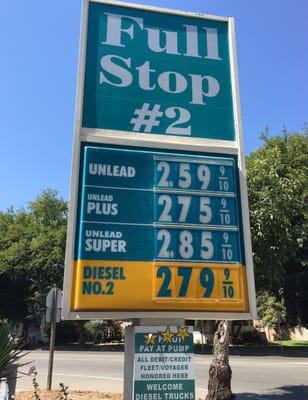 Full
Stop
#2
UNLEAD 2.59 9/10
UNLEAD PLUS 2.75 9/10
UNLEAD SUPER 2.85 9/10
DIESEL NO.2 2.79 9/10
PAY AT PUMP
ALL DEBIT/CREDIT
FLEET/VOYAGER
HONORED HERE
WELCOME
DIESEL TRUCKS